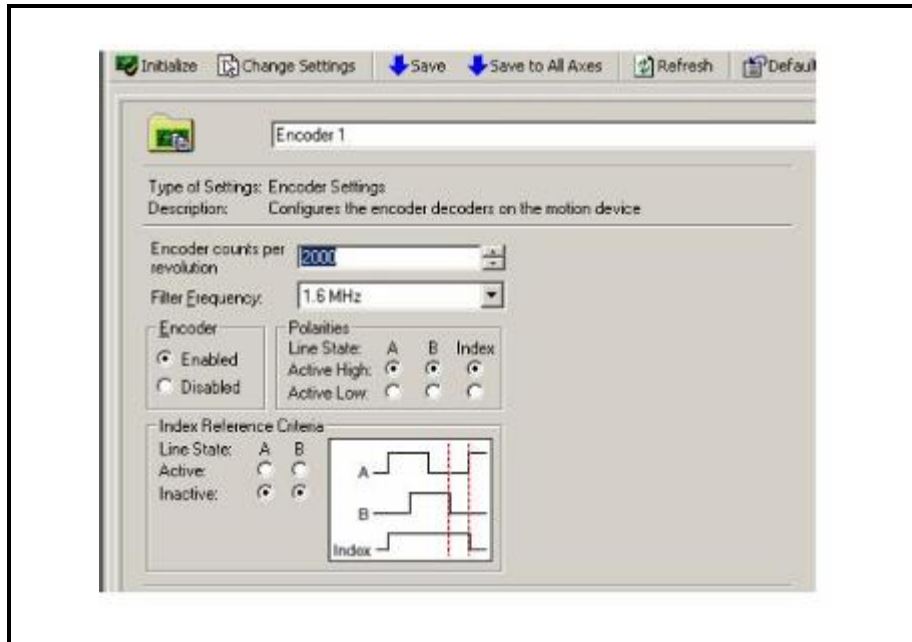 Initialize Change Settings Save Save to All Axes Refresh Defaul
Encoder 1
Type of Settings: Encoder Settings
Description: Configures the encoder decoders on the motion device
Encoder counts per revolution 2000
Filter Frequency: 1.6 MHz
Encoder
Enabled
Disabled
Polarities
Line State: A B Index
Active High:
Active Low:
Index Reference Criteria
Line State: A B
Active:
Inactive:
A
B
Index